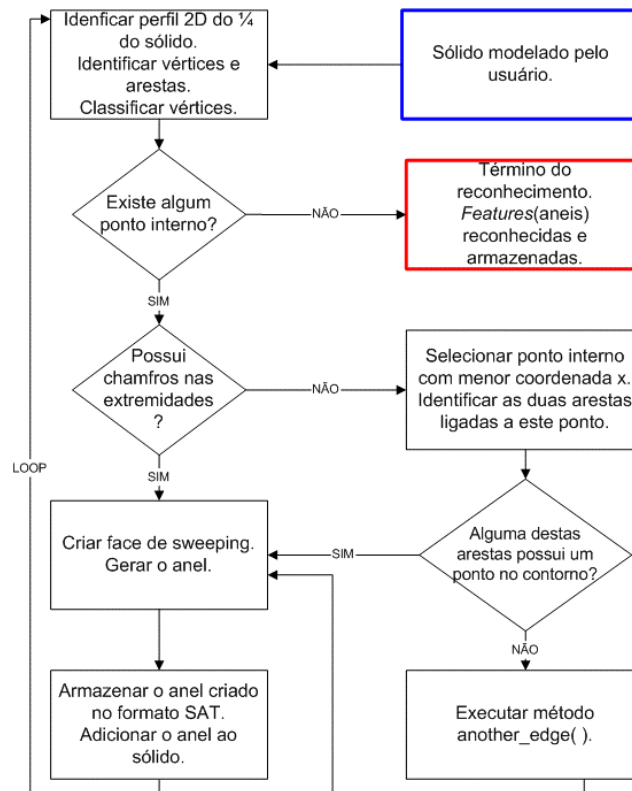 Idenficar perfil 2D do ¼
do sólido.
Identificar vértices e
arestas.
Classificar vértices.
Sólido modelado pelo
usuário.
Existe algum
ponto interno?
NÃO
Término do
reconhecimento.
Features(aneis)
reconhecidas e
armazenadas.
SIM
Possui
chamfros nas
extremidades
?
NÃO
Selecionar ponto interno
com menor coordenada x.
Identificar as duas arestas
ligadas a este ponto.
LOOP
SIM
Criar face de sweeping.
Gerar o anel.
SIM
Alguma destas
arestas possui um
ponto no contorno?
NÃO
Armazenar o anel criado
no formato SAT.
Adicionar o anel ao
sólido.
Executar método
another_edge( ).